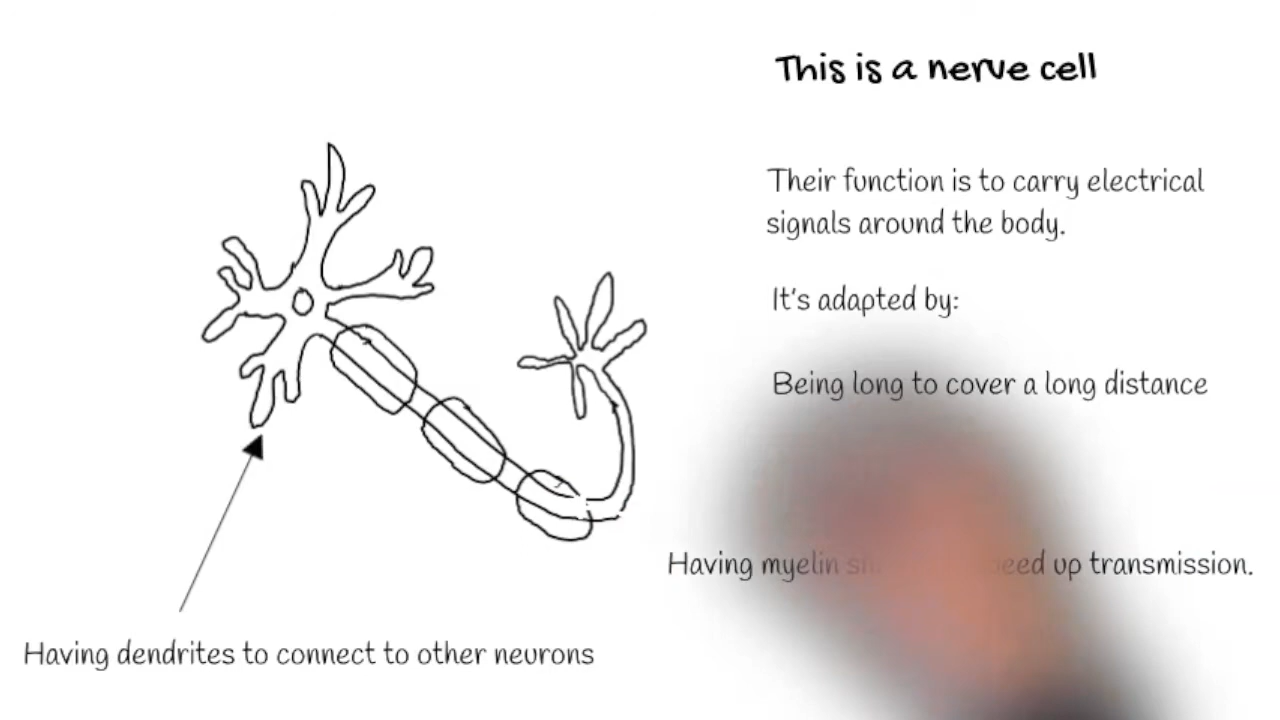 This is a nerve cell
Their function is to carry electrical
signals around the body.
It's adapted by:
Being long to cover a long distance
Having myelin up transmission.
Having dendrites to connect to other neurons